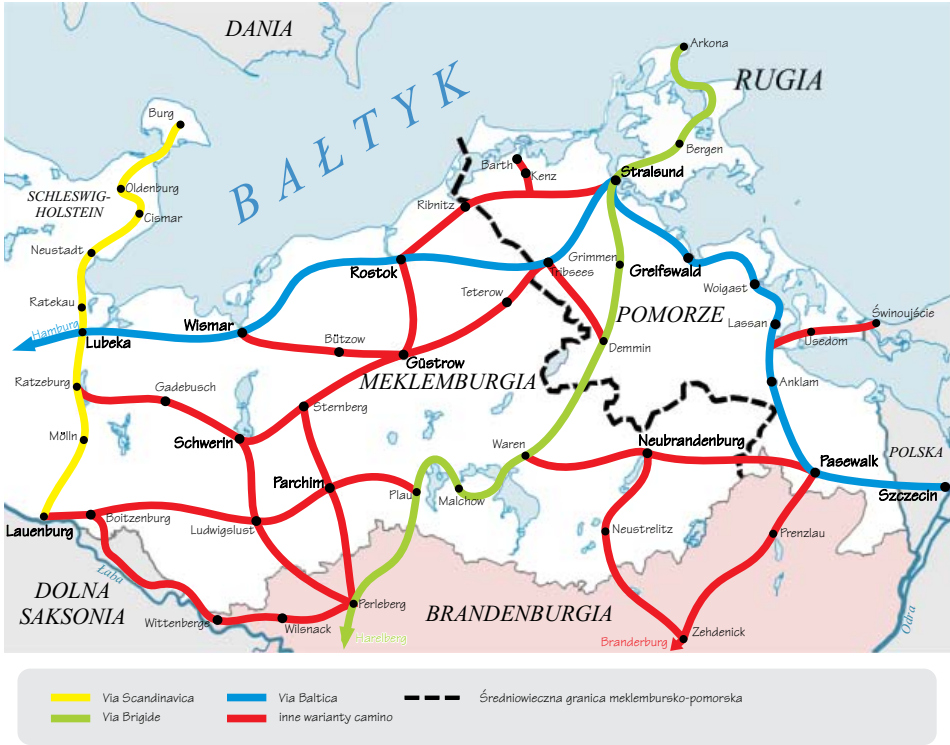 DANIA
Arkona
RUGIA
BAŁTYK
Burg
Bergen
Barth
Kenz
Stralsund
Oldenburg
SCHLESWIG-
HOLSTEIN
Cismar
Ribnitz
Neustadt
Rostok
Grimmen
Tribsees
Greifswald
Woigast
Teterow
Ratekau
POMORZE
Lassan
Świnoujście
Usedom
Hamburg
Lubeka
Wismar
Bützow
Demmin
Güstrow
MEKLEMBURGIA
Ratzeburg
Gadebusch
Anklam
Sternberg
Mölln
Schwerin
Waren
Neubrandenburg
POLSKA
Pasewalk
Parchim
Plau
Malchow
Szczecin
Lauenburg
Boitzenburg
Ludwigslust
Neustrelitz
Prenzlau
Łaba
DOLNA
SAKSONIA
Perleberg
BRANDENBURGIA
Wittenberge
Wilsnack
Harelberg
Branderburg
Zehdenick
Odra
Via Scandinavica
Via Baltica
Średniowieczna granica meklembursko-pomorska
Via Brigide
inne warianty camino